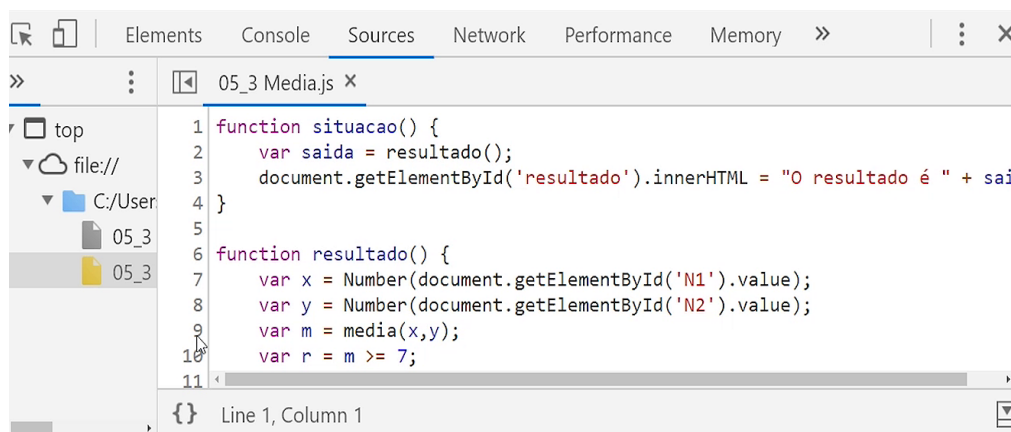 Elements Console Sources Network Performance Memory »
» 05_3 Media.js ×
top
file://
C:/User
05_3
05_3
1 function situacao() {
2 var saida = resultado();
3 document.getElementById('resultado').innerHTML = "O resultado é " + sai
4 }
5
6 function resultado() {
7 var x = Number(document.getElementById('N1').value);
8 var y = Number(document.getElementById('N2').value);
9 var m = media(x,y);
10 var r = m >= 7;
11
{} Line 1, Column 1